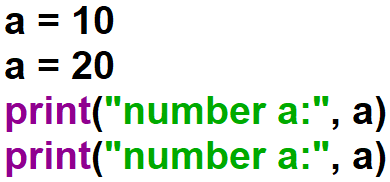 a = 10
a = 20
print("number a:", a)
print("number a:", a)